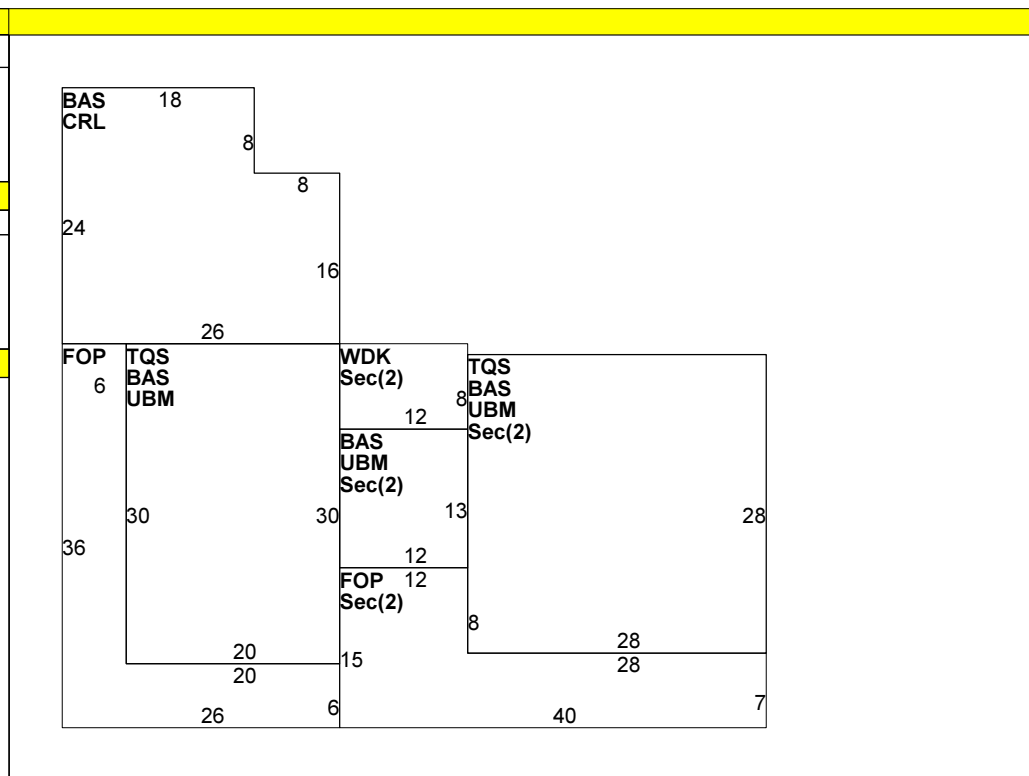 BAS 18
CRL
8
8
24
16
26
FOP TQS
6 BAS
UBM
WDK
Sec(2)
8
12
TQS
BAS
UBM
Sec(2)
BAS
UBM
Sec(2)
30
30
13
28
36
12
FOP 12
Sec(2)
8
20
20
15
28
28
26
6
40
7